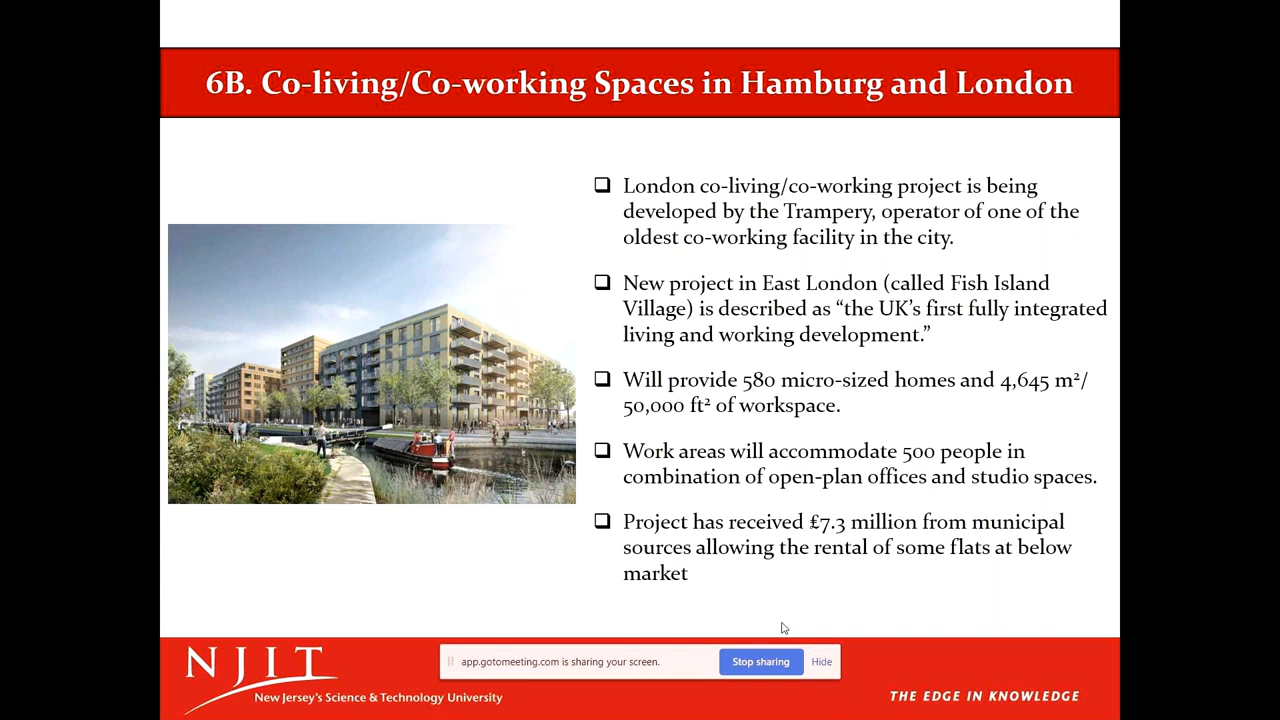 6B. Co-living/Co-working Spaces in Hamburg and London
❑ London co-living/co-working project is being
developed by the Trampery, operator of one of the
oldest co-working facility in the city.
❑ New project in East London (called Fish Island
Village) is described as “the UK’s first fully integrated
living and working development.”
❑ Will provide 580 micro-sized homes and 4,645 m²/
50,000 ft² of workspace.
❑ Work areas will accommodate 500 people in
combination of open-plan offices and studio spaces.
❑ Project has received £7.3 million from municipal
sources allowing the rental of some flats at below
market
NJIT
New Jersey's Science & Technology University
app.gotomeeting.com is sharing your screen.
Stop sharing
Hide
THE EDGE IN KNOWLEDGE